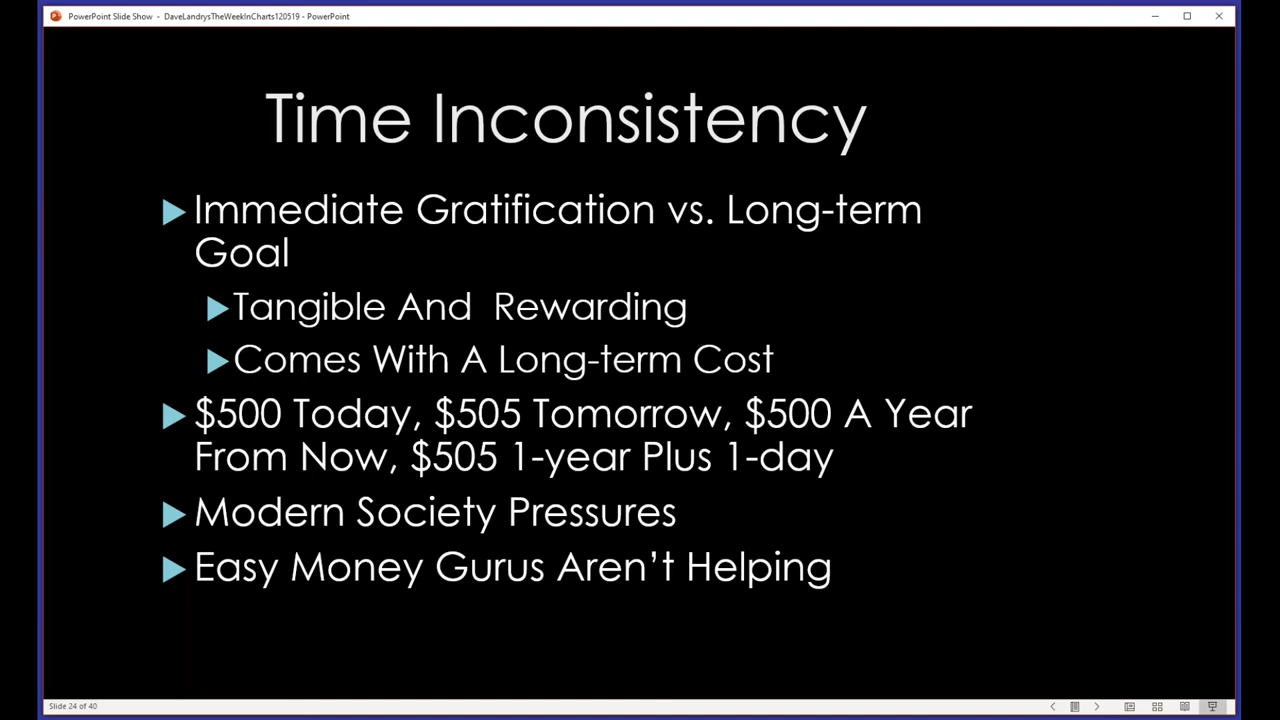 PowerPoint Slide Show - DaveLandrysTheWeekInCharts120519 - PowerPoint
Time Inconsistency
Immediate Gratification vs. Long-term
Goal
Tangible And  Rewarding
Comes With A Long-term Cost
$500 Today, $505 Tomorrow, $500 A Year
From Now, $505 1-year Plus 1-day
Modern Society Pressures
Easy Money Gurus Aren’t Helping
Slide 24 of 40